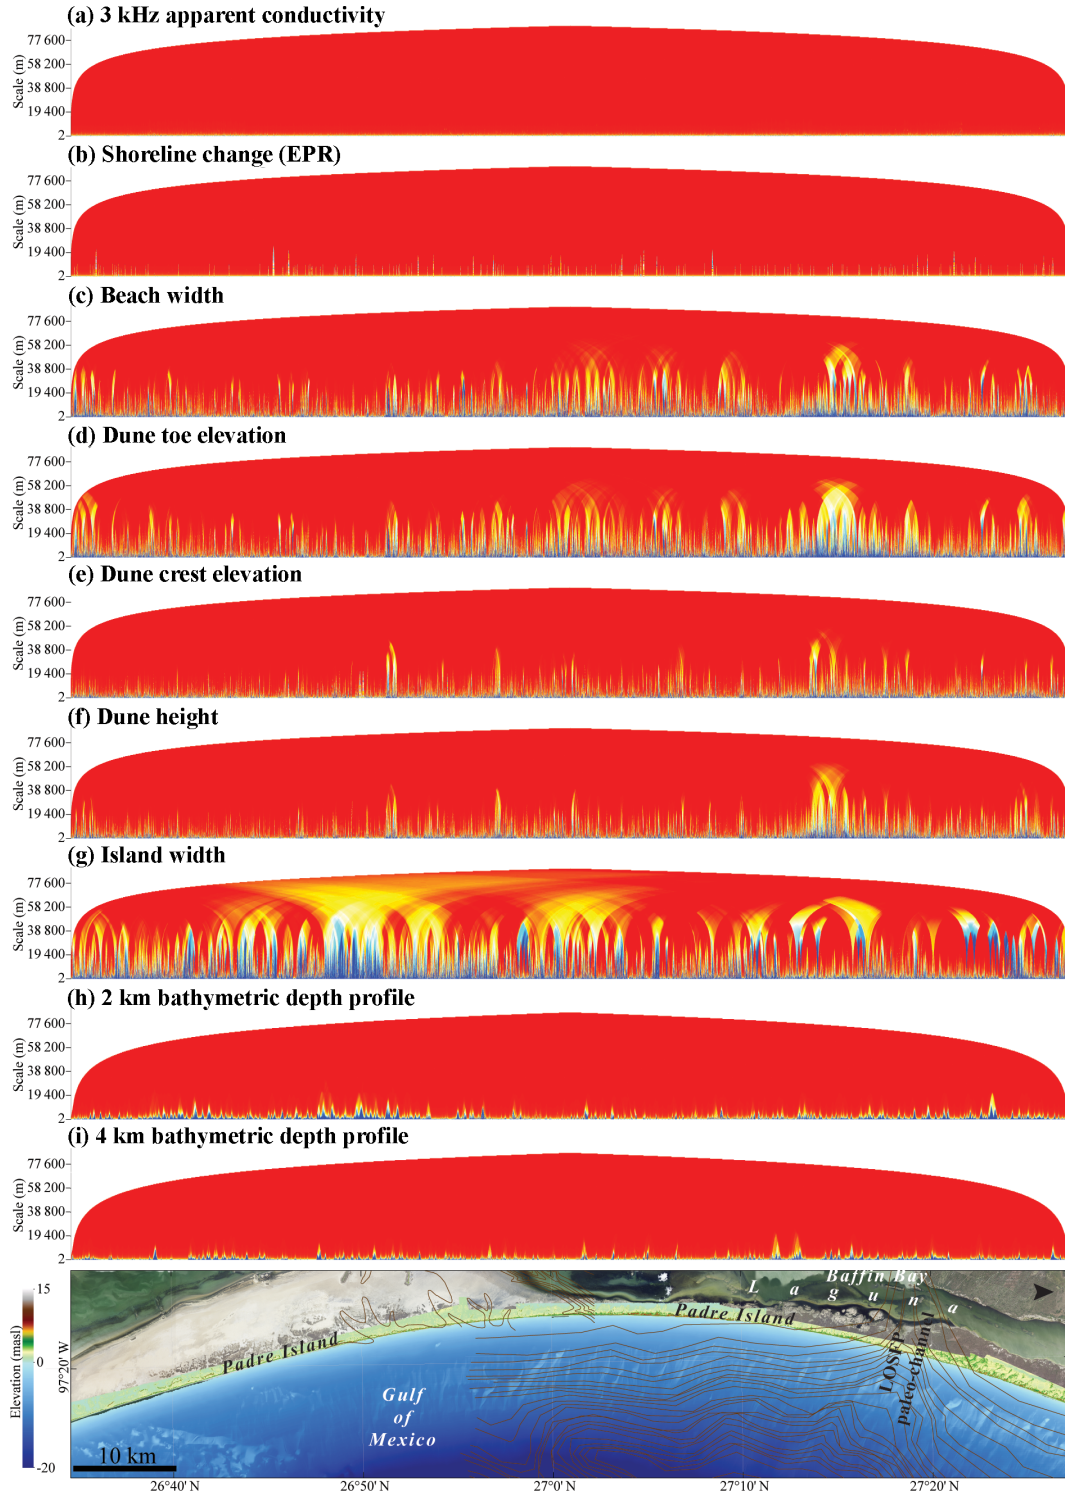 (a) 3 kHz apparent conductivity
Scale (m)
77 600
58 200
38 800
19 400
2
(b) Shoreline change (EPR)
Scale (m)
77 600
58 200
38 800
19 400
2
(c) Beach width
Scale (m)
77 600
58 200
38 800
19 400
2
(d) Dune toe elevation
Scale (m)
77 600
58 200
38 800
19 400
2
(e) Dune crest elevation
Scale (m)
77 600
58 200
38 800
19 400
2
(f) Dune height
Scale (m)
77 600
58 200
38 800
19 400
2
(g) Island width
Scale (m)
77 600
58 200
38 800
19 400
2
(h) 2 km bathymetric depth profile
Scale (m)
77 600
58 200
38 800
19 400
2
(i) 4 km bathymetric depth profile
Scale (m)
77 600
58 200
38 800
19 400
2
Elevation (masl)
15
0
-20
97°20' W
Baffin Bay
Laguna
Padre Island
Padre Island
LOSFP
paleo-channel
Gulf
of
Mexico
10 km
26°40' N
26°50' N
27°0' N
27°10' N
27°20' N